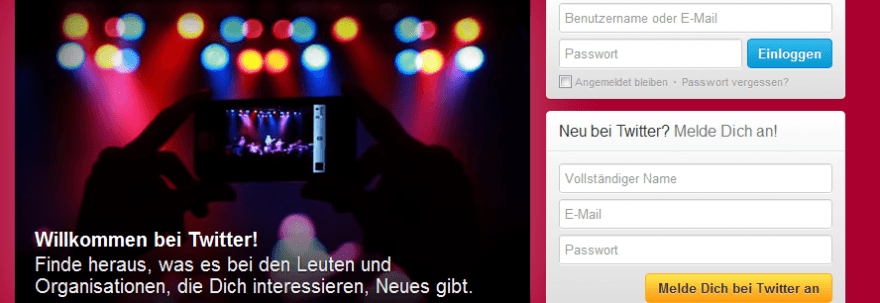 Willkommen bei Twitter!
Finde heraus, was es bei den Leuten und
Organisationen, die Dich interessieren, Neues gibt.
Benutzername oder E-Mail
Passwort
Einloggen
Angemeldet bleiben · Passwort vergessen?
Neu bei Twitter? Melde Dich an!
Vollständiger Name
E-Mail
Passwort
Melde Dich bei Twitter an